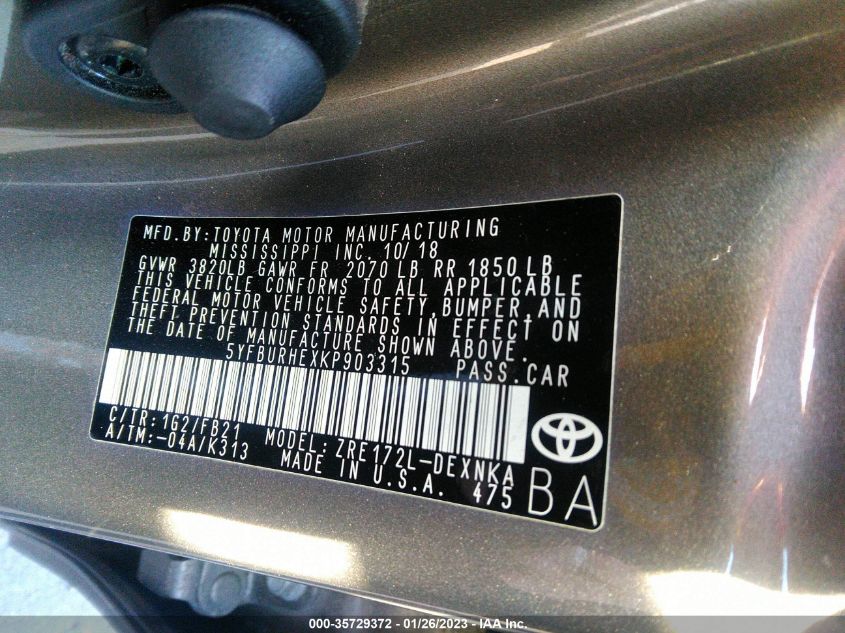 MFD.BY:TOYOTA MOTOR MANUFACTURING
MISSISSIPPI INC. 10/18
GVWR 3820LB GAWR FR 2070 LB RR 1850 LB
THIS VEHICLE CONFORMS TO ALL APPLICABLE
FEDERAL MOTOR VEHICLE SAFETY,BUMPER,AND
THEFT PREVENTION STANDARDS IN EFFECT ON
THE DATE OF MANUFACTURE SHOWN ABOVE.
5YFBURHEXKP903315 PASS.CAR
C/TR:1G2/FB21 MODEL:ZRE172L-DEXNKA
A/TM:-04A/K313 MADE IN U.S.A. 475
BA
000-35729372 - 01/26/2023 - IAA Inc.